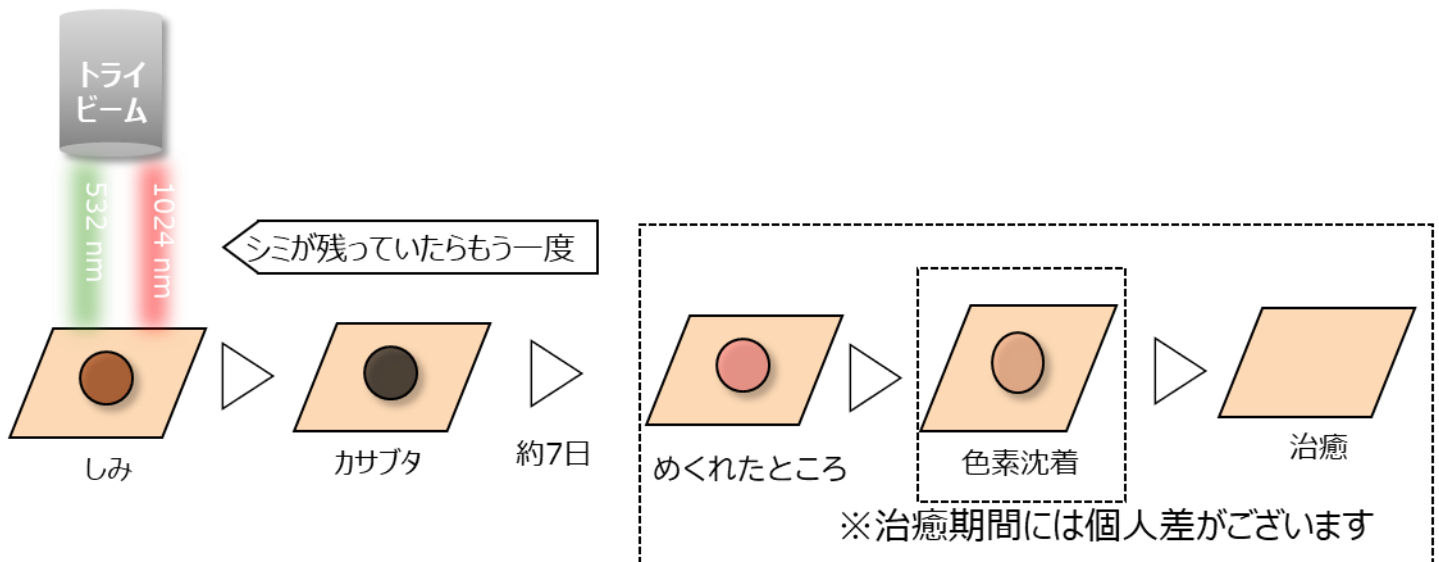 トライ
ビーム
532 nm
1024 nm
シミが残っていたらもう一度
しみ
カサブタ
約7日
めくれたところ
色素沈着
治癒
※治癒期間には個人差がございます